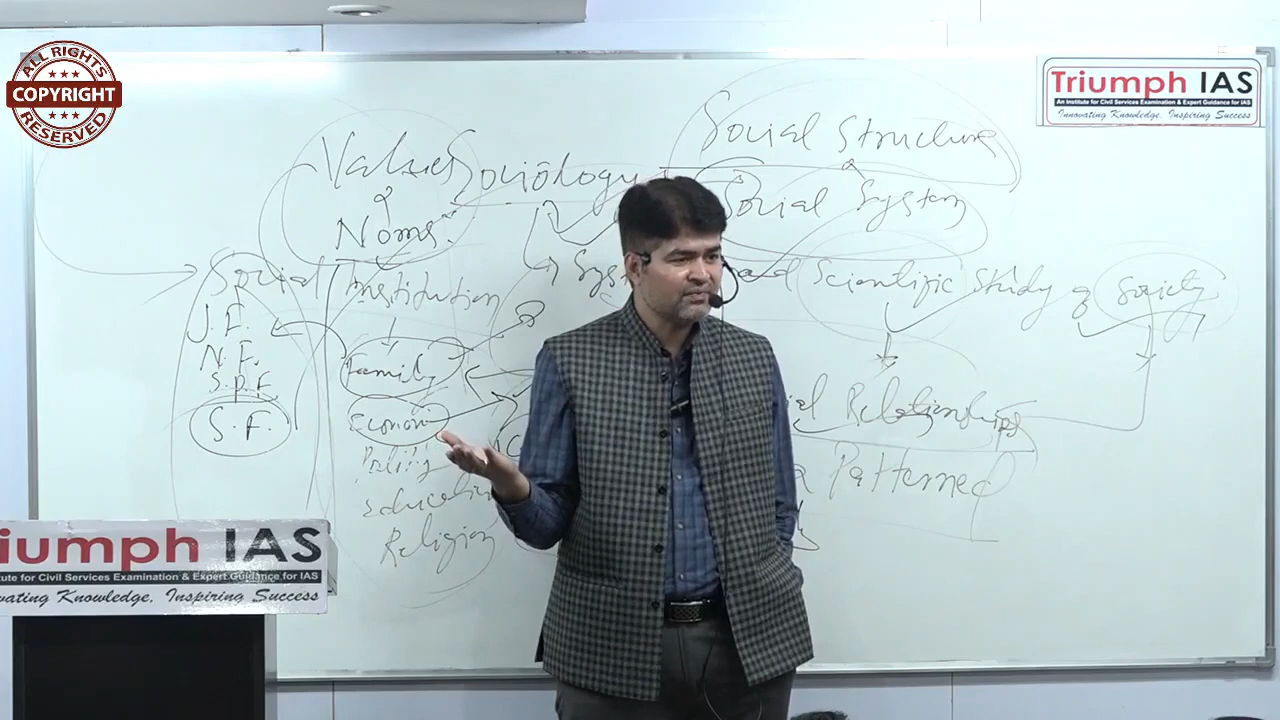 ALL RIGHTS
COPYRIGHT
RESERVED
Triumph IAS
An Institute for Civil Services Examination & Expert Guidance for IAS
Innovating Knowledge, Inspiring Success
Social Structure
Values
Sociology
Social System
Noms
Social Institution
Scientific Study of Society
J.F.
N.F.
S.P.F
S.F.
Family
Economy
Polity
Education
Religion
Relationships
Patterned
iumph IAS
tute for Civil Services Examination & Expert Guidance for IAS
vating Knowledge, Inspiring Success